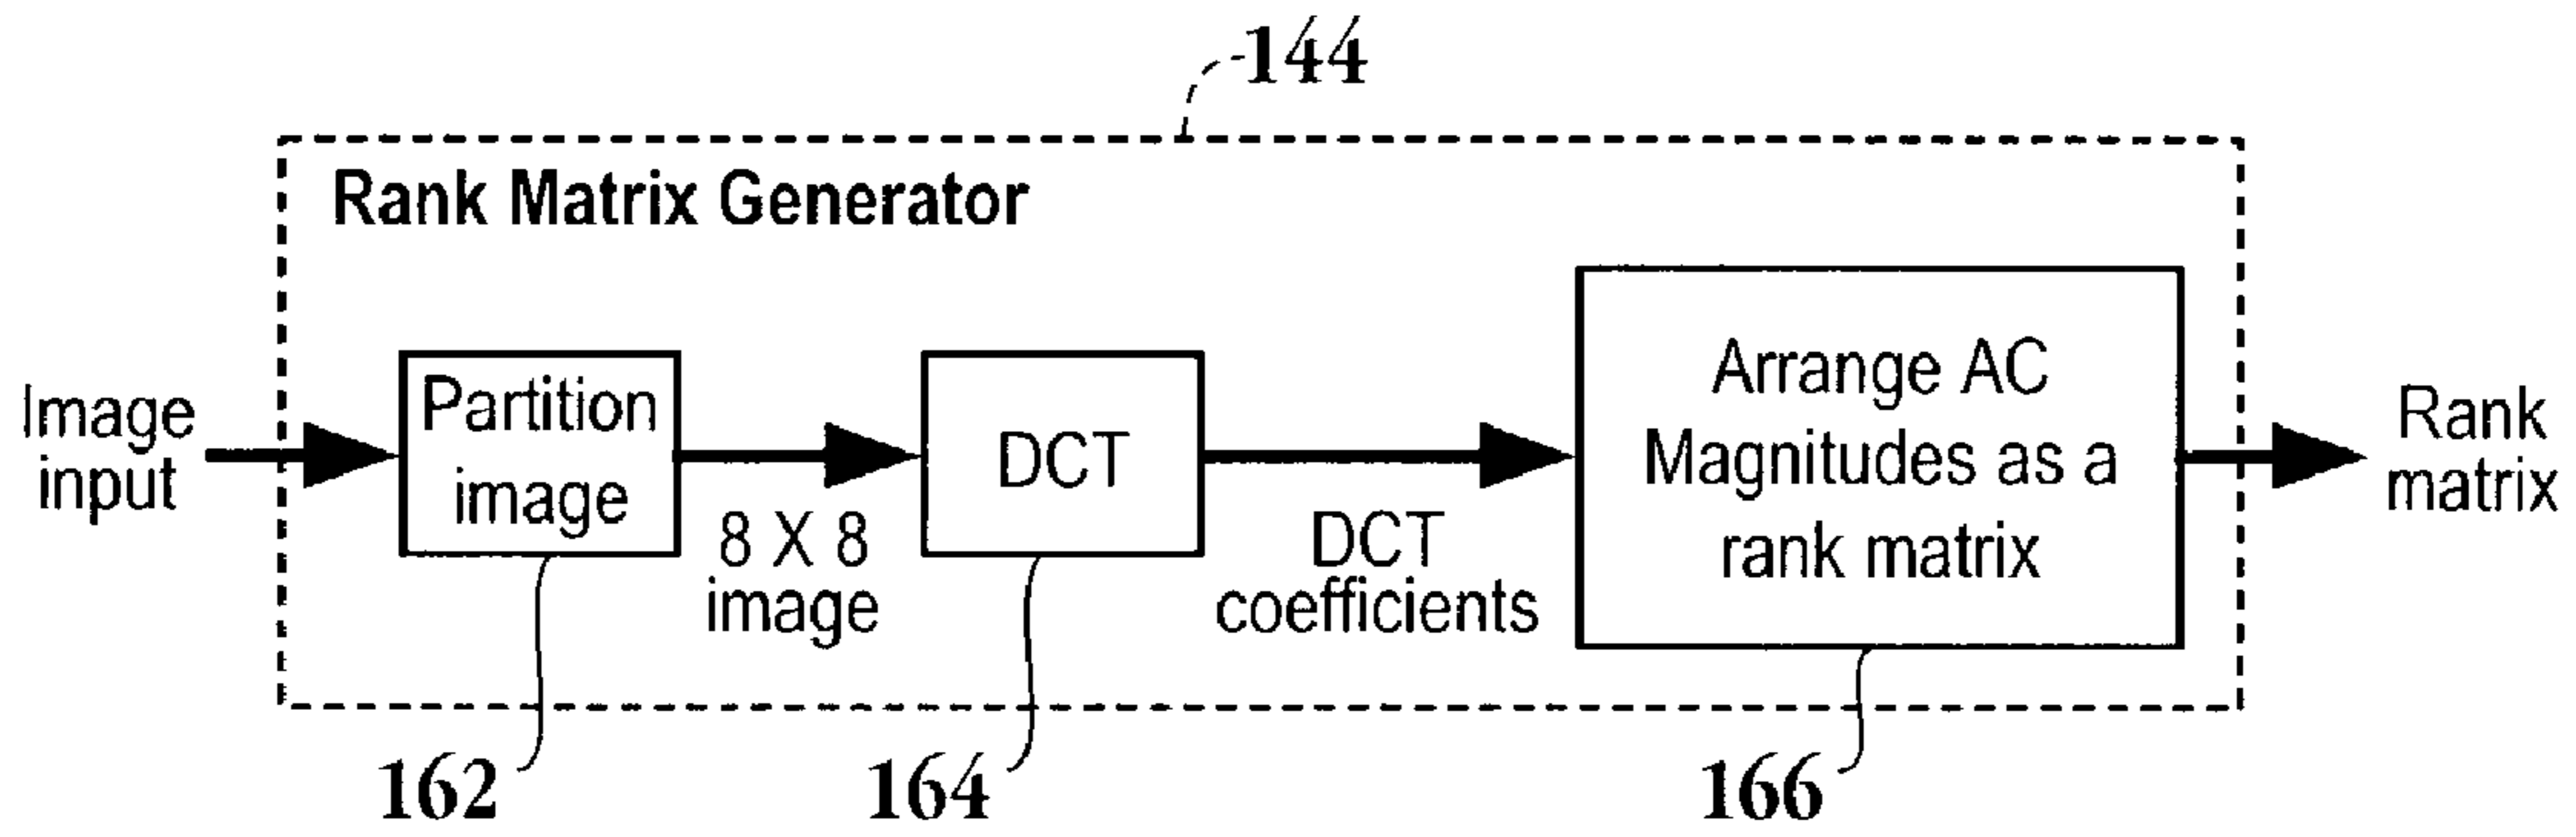 144
Rank Matrix Generator
Image
input
Partition
image
8 X 8
image
DCT
DCT
coefficients
Arrange AC
Magnitudes as a
rank matrix
Rank
matrix
162
164
166